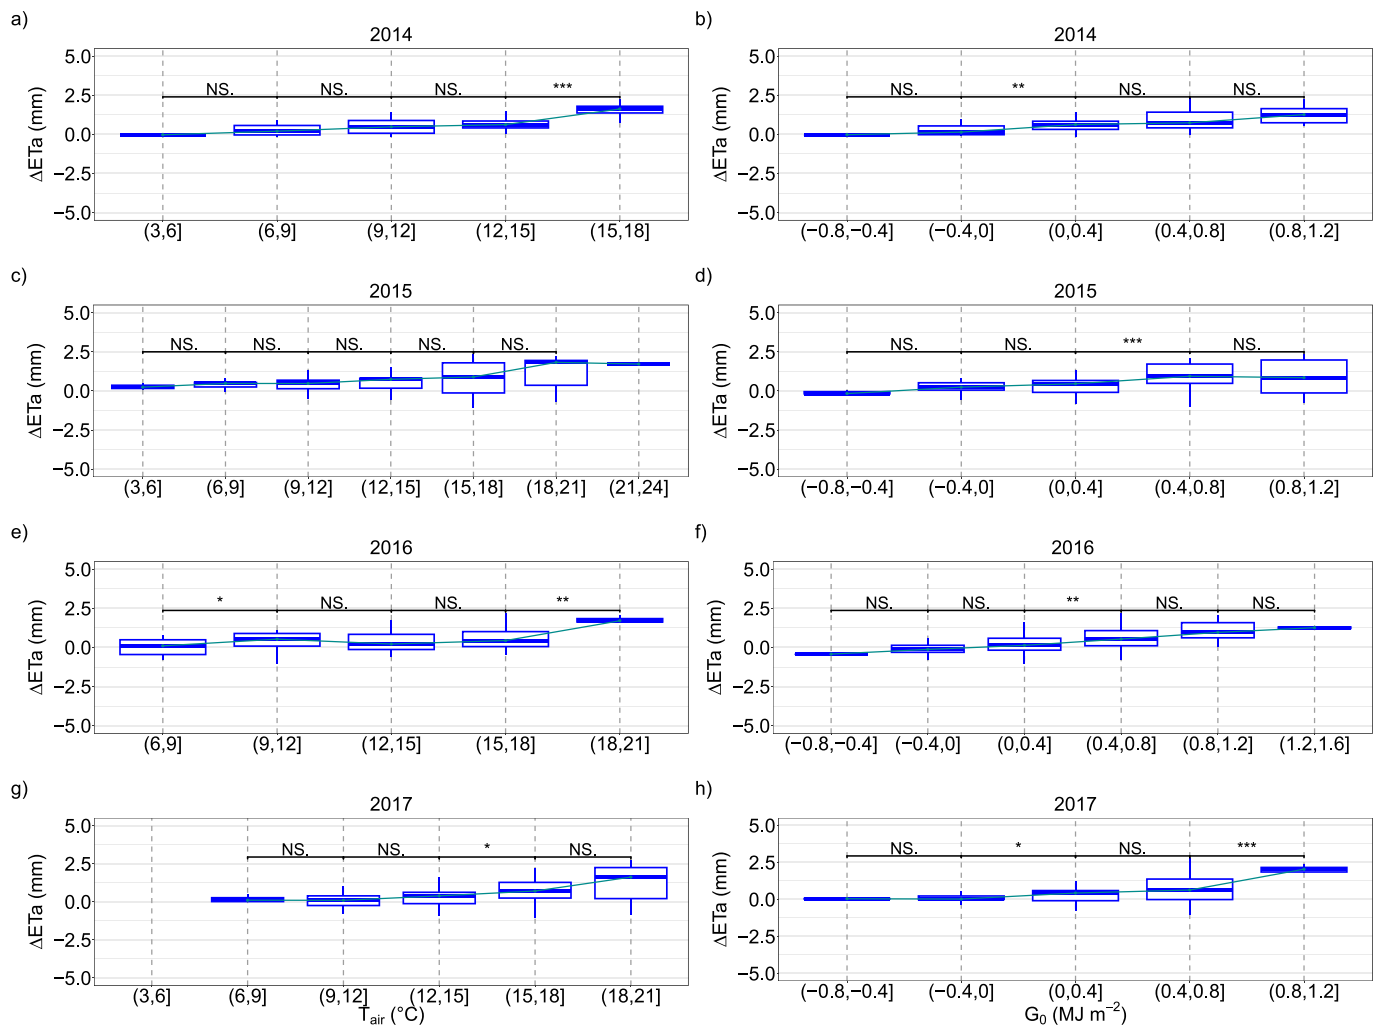 a)
2014
5.0
2.5
0.0
−2.5
−5.0
ΔETa (mm)
NS. NS. NS. ***
(3,6] (6,9] (9,12] (12,15] (15,18]
b)
2014
5.0
2.5
0.0
−2.5
−5.0
ΔETa (mm)
NS. ** NS. NS.
(−0.8,−0.4] (−0.4,0] (0,0.4] (0.4,0.8] (0.8,1.2]
c)
2015
5.0
2.5
0.0
−2.5
−5.0
ΔETa (mm)
NS. NS. NS. NS. NS.
(3,6] (6,9] (9,12] (12,15] (15,18] (18,21] (21,24]
d)
2015
5.0
2.5
0.0
−2.5
−5.0
ΔETa (mm)
NS. NS. *** NS.
(−0.8,−0.4] (−0.4,0] (0,0.4] (0.4,0.8] (0.8,1.2]
e)
2016
5.0
2.5
0.0
−2.5
−5.0
ΔETa (mm)
* NS. NS. **
(6,9] (9,12] (12,15] (15,18] (18,21]
f)
2016
5.0
2.5
0.0
−2.5
−5.0
ΔETa (mm)
NS. NS. ** NS. NS.
(−0.8,−0.4] (−0.4,0] (0,0.4] (0.4,0.8] (0.8,1.2] (1.2,1.6]
g)
2017
5.0
2.5
0.0
−2.5
−5.0
ΔETa (mm)
NS. NS. * NS.
(3,6] (6,9] (9,12] (12,15] (15,18] (18,21]
T_air (°C)
h)
2017
5.0
2.5
0.0
−2.5
−5.0
ΔETa (mm)
NS. * NS. ***
(−0.8,−0.4] (−0.4,0] (0,0.4] (0.4,0.8] (0.8,1.2]
G₀ (MJ m⁻²)